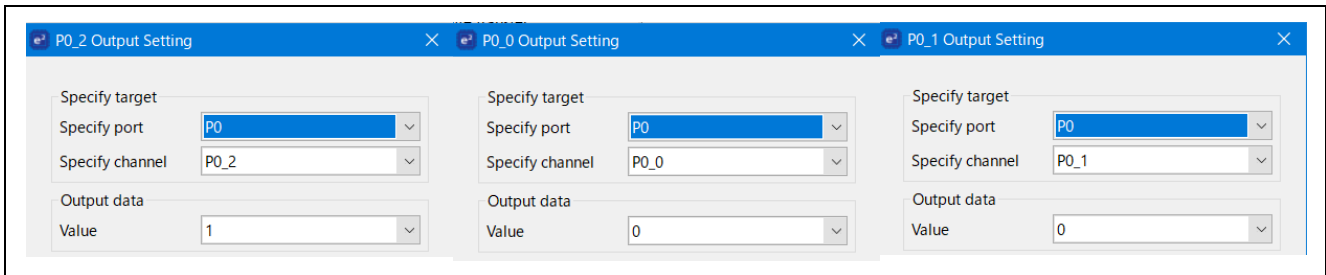 P0_2 Output Setting
Specify target
Specify port P0
Specify channel P0_2
Output data
Value 1
P0_0 Output Setting
Specify target
Specify port P0
Specify channel P0_0
Output data
Value 0
P0_1 Output Setting
Specify target
Specify port P0
Specify channel P0_1
Output data
Value 0